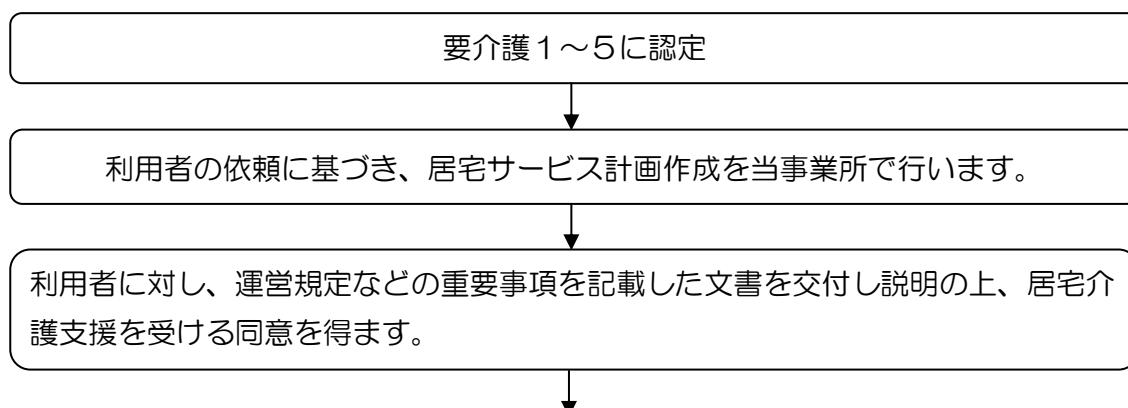 要介護１～５に認定
利用者の依頼に基づき、居宅サービス計画作成を当事業所で行います。
利用者に対し、運営規定などの重要事項を記載した文書を交付し説明の上、居宅介
護支援を受ける同意を得ます。